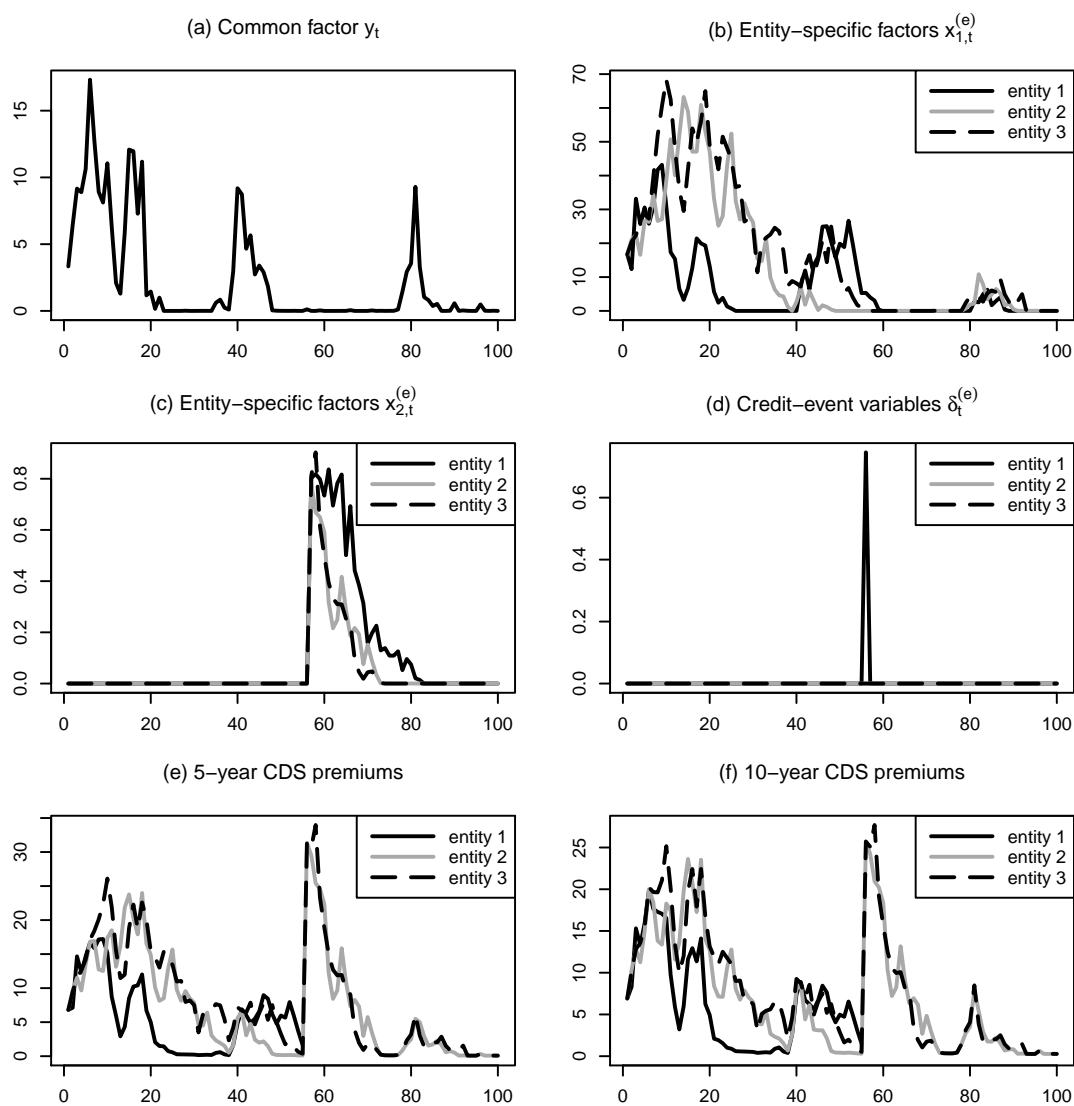 (a) Common factor yₜ
0 5 10 15
0 20 40 60 80 100
(b) Entity−specific factors x₁,ₜ⁽ᵉ⁾
0 10 30 50 70
entity 1
entity 2
entity 3
0 20 40 60 80 100
(c) Entity−specific factors x₂,ₜ⁽ᵉ⁾
0.0 0.2 0.4 0.6 0.8
entity 1
entity 2
entity 3
0 20 40 60 80 100
(d) Credit−event variables δₜ⁽ᵉ⁾
0.0 0.2 0.4 0.6
entity 1
entity 2
entity 3
0 20 40 60 80 100
(e) 5−year CDS premiums
0 10 20 30
entity 1
entity 2
entity 3
0 20 40 60 80 100
(f) 10−year CDS premiums
0 5 10 15 20 25
entity 1
entity 2
entity 3
0 20 40 60 80 100